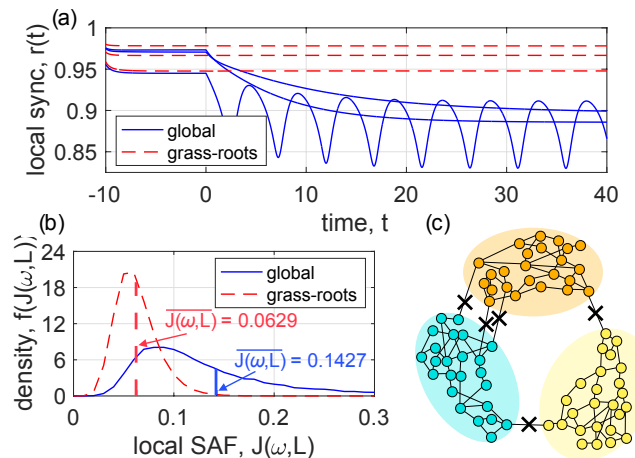 (a)
local sync, r(t)
1
0.95
0.9
0.85
global
grass-roots
-10
0
10
20
30
40
time, t
(b)
density, f(J(ω,L))
24
18
12
6
0
global
grass-roots
J(ω,L) = 0.0629
J(ω,L) = 0.1427
0
0.1
0.2
0.3
local SAF, J(ω,L)
(c)